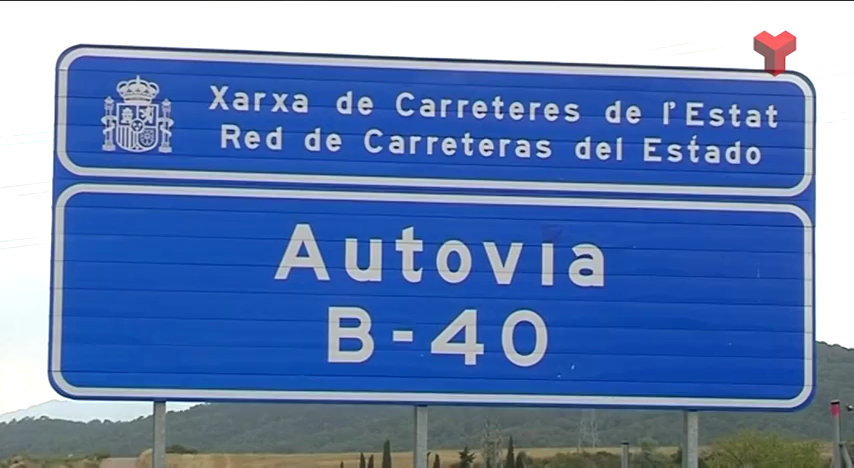 Xarxa de Carreteres de l'Estat
Red de Carreteras del Estado
Autovia
B-40